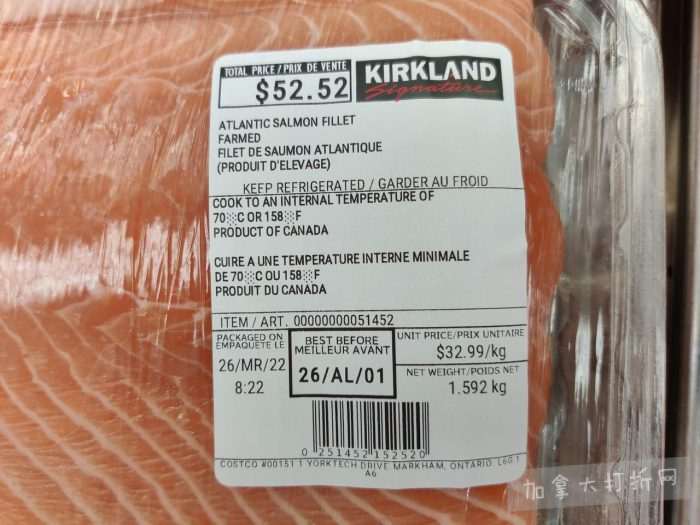 TOTAL PRICE / PRIX DE VENTE
$52.52
KIRKLAND
Signature
ATLANTIC SALMON FILLET
FARMED
FILET DE SAUMON ATLANTIQUE
(PRODUIT D'ELEVAGE)
KEEP REFRIGERATED / GARDER AU FROID
COOK TO AN INTERNAL TEMPERATURE OF
70░C OR 158░F
PRODUCT OF CANADA
CUIRE A UNE TEMPERATURE INTERNE MINIMALE
DE 70░C OU 158░F
PRODUIT DU CANADA
ITEM / ART. 00000000051452
PACKAGED ON
EMPAQUETE LE
26/MR/22
8:22
BEST BEFORE
MEILLEUR AVANT
26/AL/01
UNIT PRICE/PRIX UNITAIRE
$32.99/kg
NET WEIGHT/POIDS NET
1.592 kg
0 251452 152520
COSTCO #00151 1 YORKTECH DRIVE MARKHAM, ONTARIO L6G 1
A6
加拿大打折网